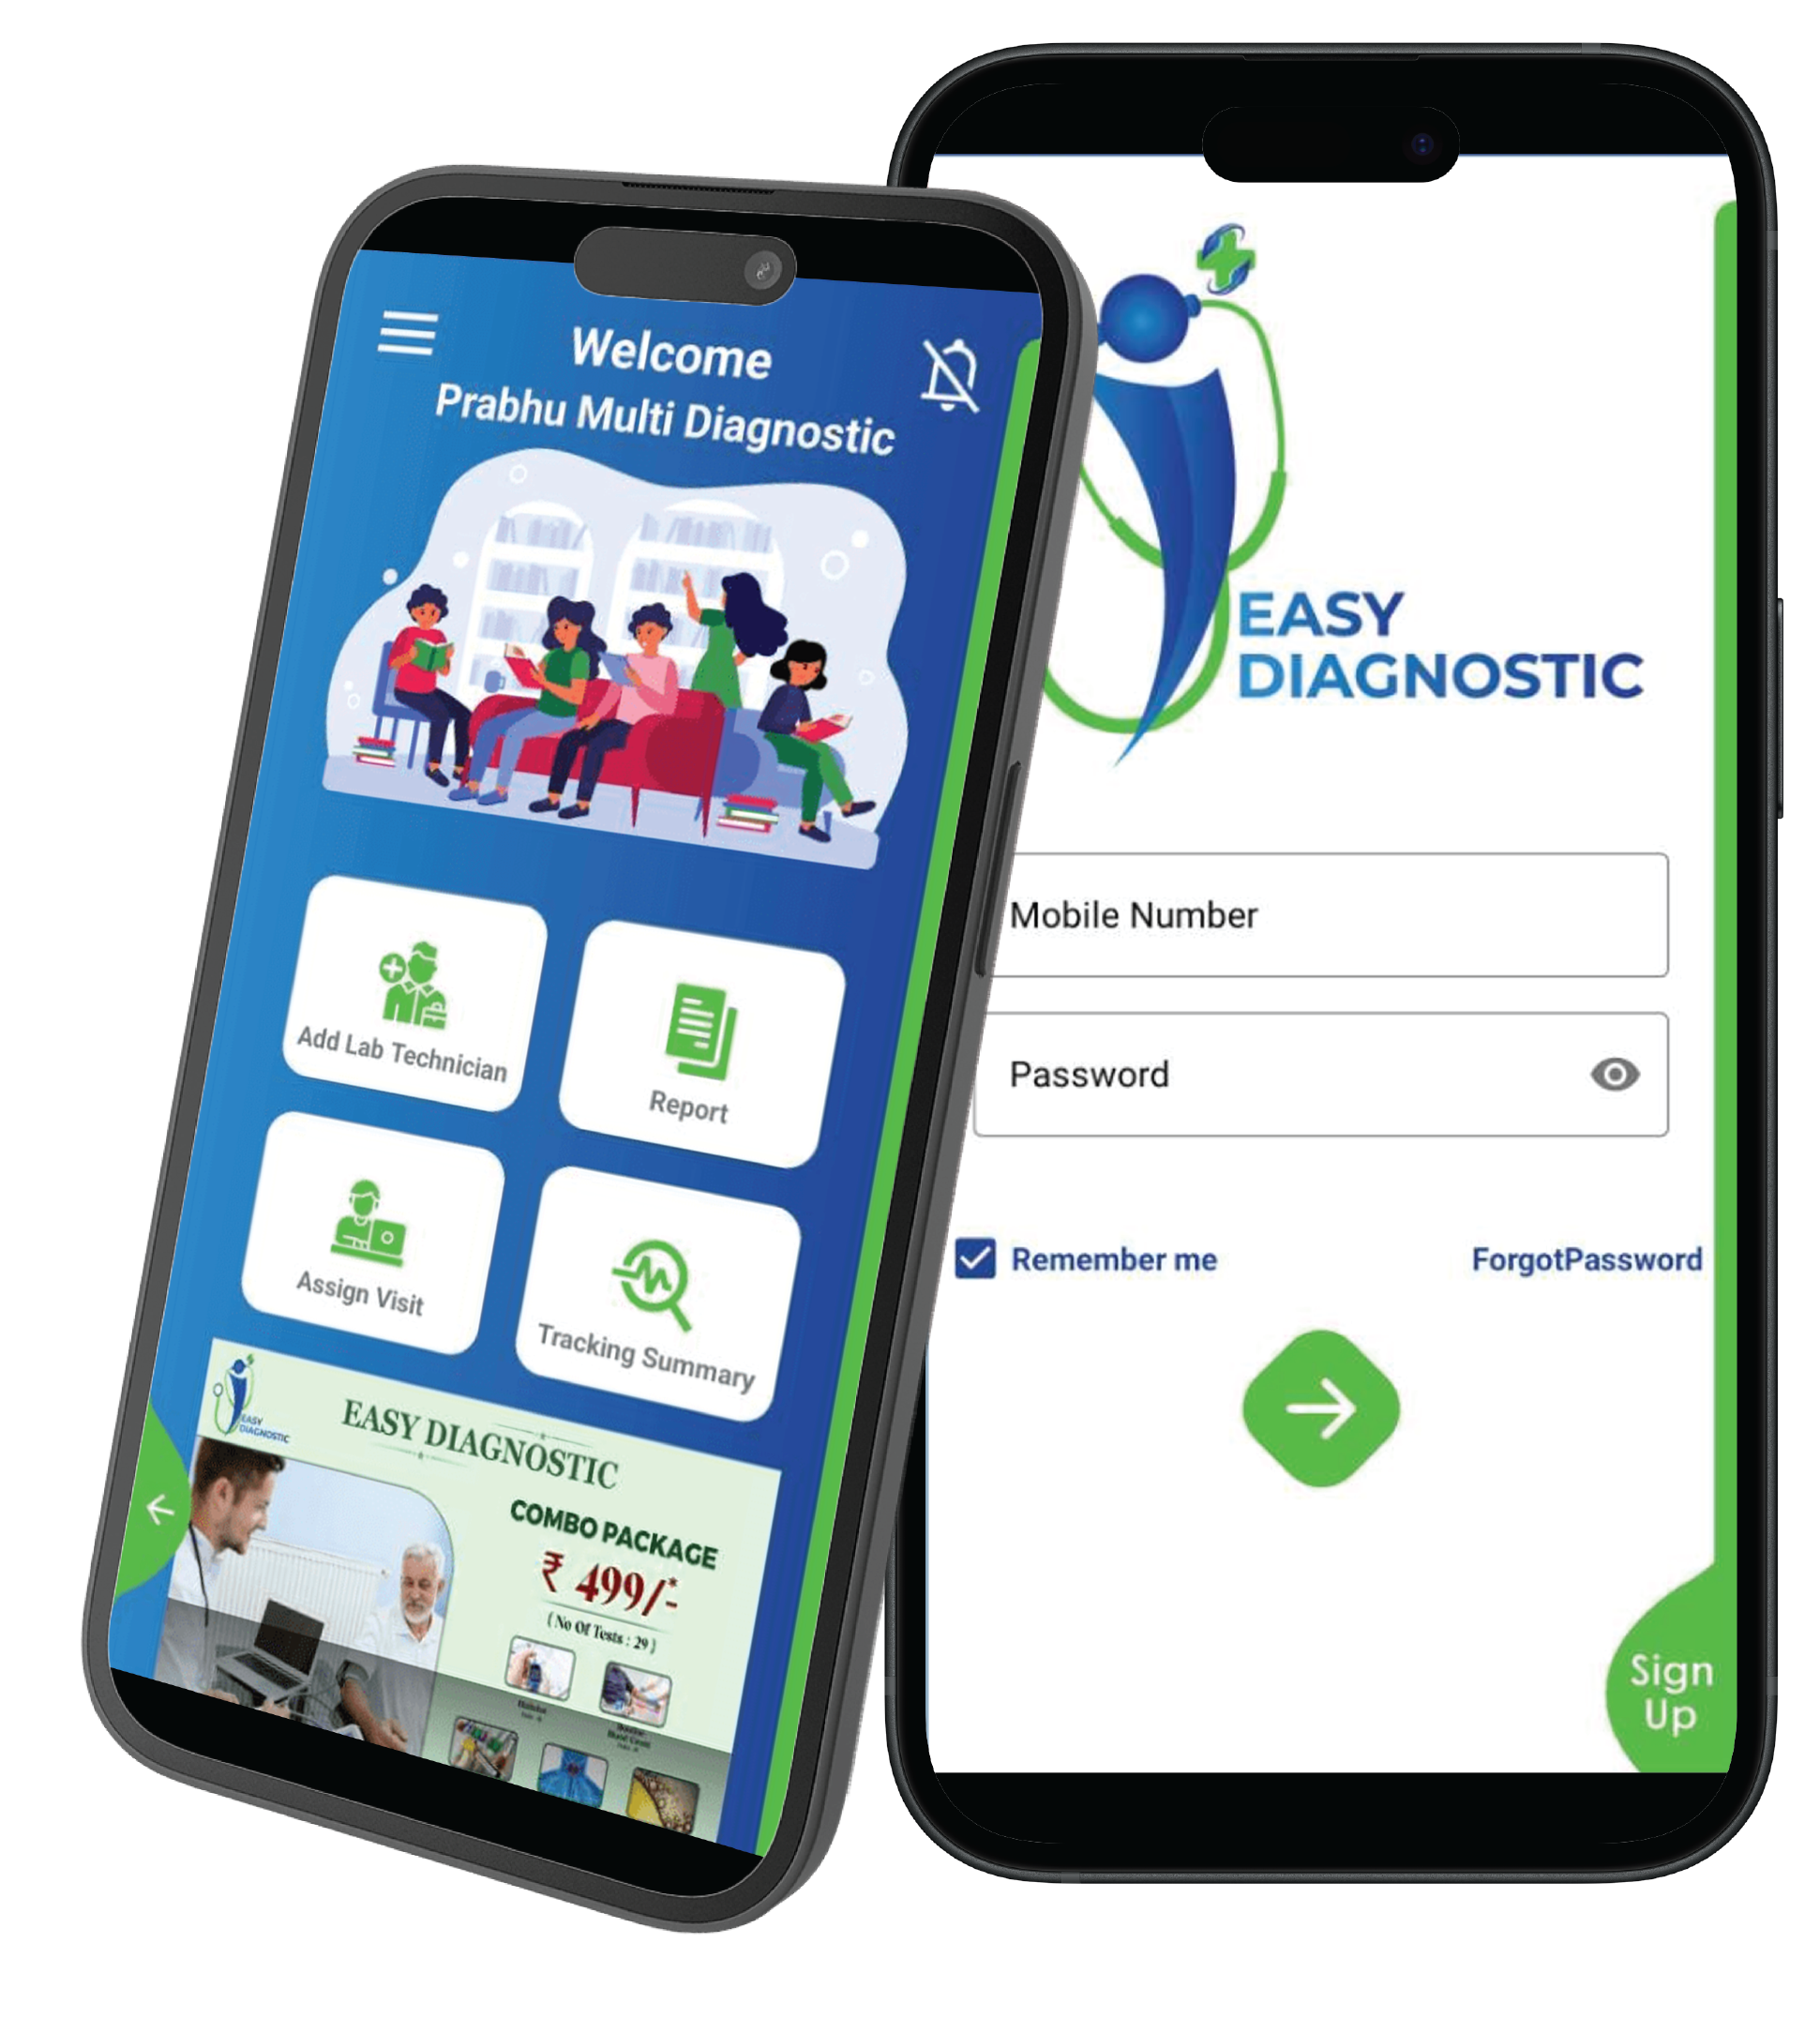 Welcome
Prabhu Multi Diagnostic
Add Lab Technician
Report
Assign Visit
Tracking Summary
EASY
DIAGNOSTIC
EASY DIAGNOSTIC
COMBO PACKAGE
₹ 499/-*
( No Of Tests : 29 )
EASY
DIAGNOSTIC
Mobile Number
Password
Remember me
ForgotPassword
Sign
Up